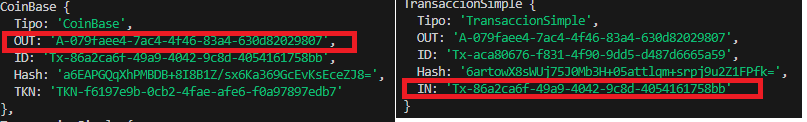 CoinBase {
Tipo: 'CoinBase',
OUT: 'A-079faee4-7ac4-4f46-83a4-630d82029807',
ID: 'Tx-86a2ca6f-49a9-4042-9c8d-4054161758bb',
Hash: 'a6EAPGQqXhPMBDB+8I8B1Z/sx6Ka369GcEvKsEceZJ8=',
TKN: 'TKN-f6197e9b-0cb2-4fae-afe6-f0a97897edb7'
},
TransaccionSimple {
Tipo: 'TransaccionSimple',
OUT: 'A-079faee4-7ac4-4f46-83a4-630d82029807',
ID: 'Tx-aca80676-f831-4f90-9dd5-d487d6665a59',
Hash: '6artowX8sWUj75J0Mb3H+05attlqm+srpj9u2Z1FPfk=',
IN: 'Tx-86a2ca6f-49a9-4042-9c8d-4054161758bb'
}